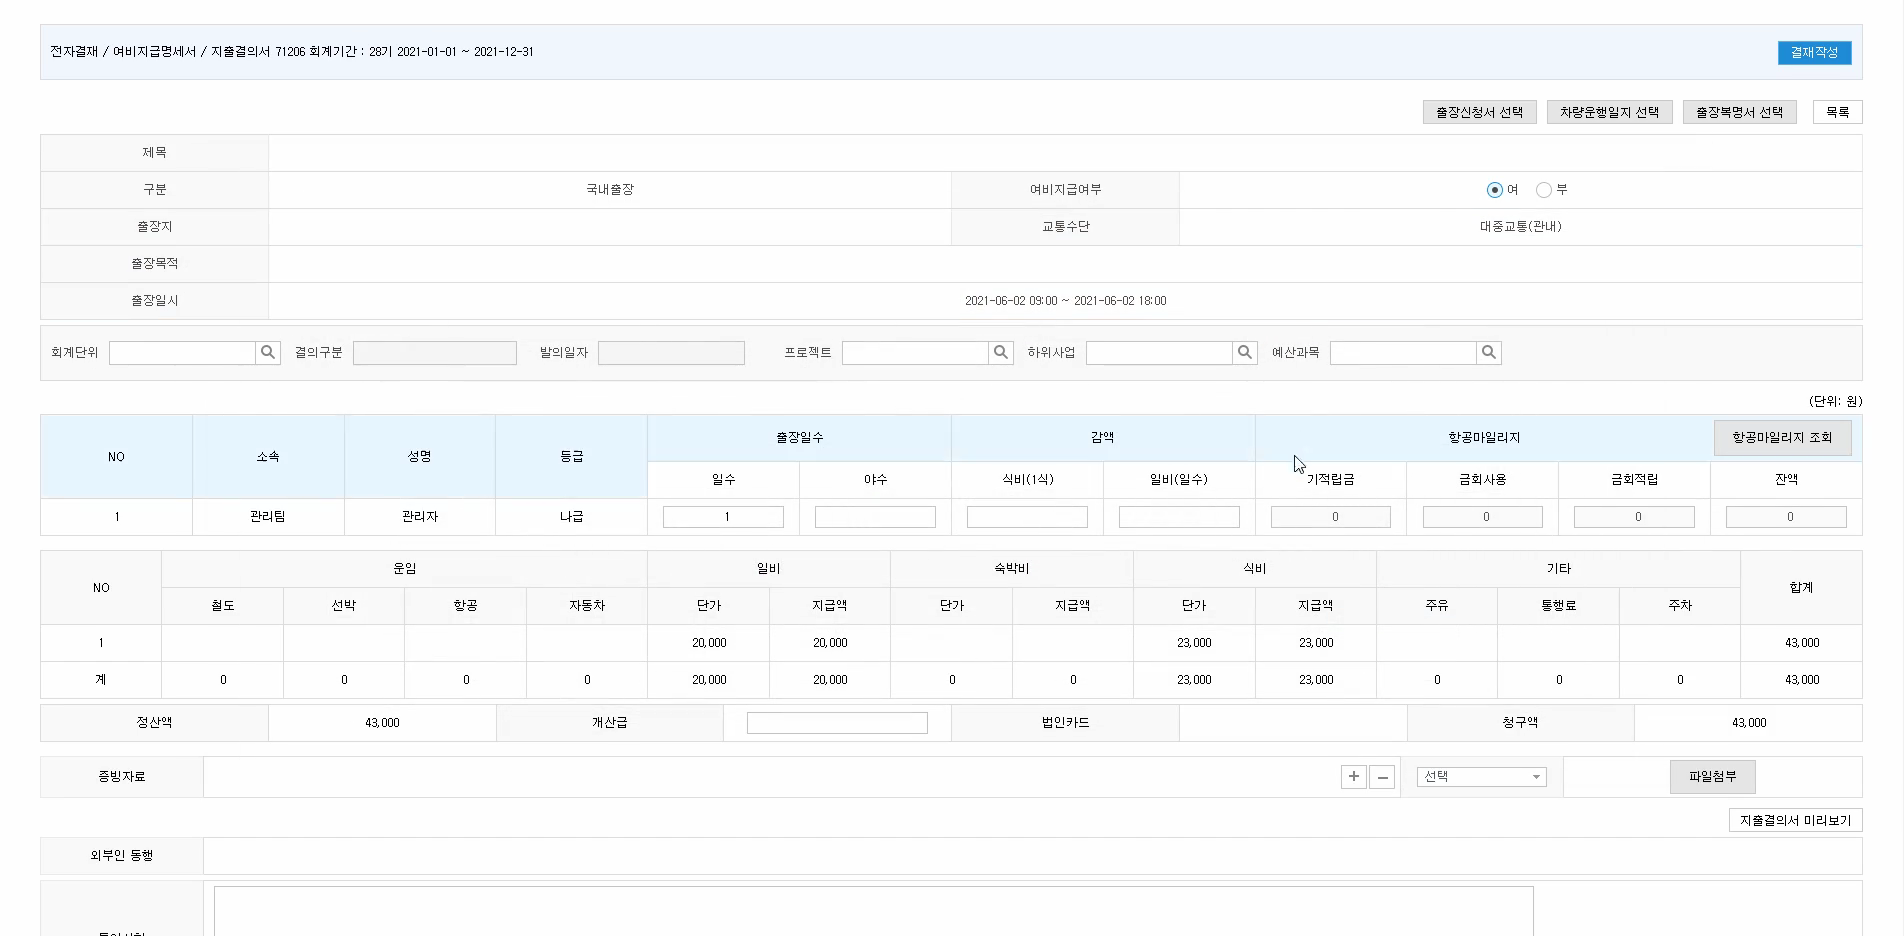 전자결재 / 여비지급명세서 / 지출결의서 71206 회계기간 : 28기 2021-01-01 ~ 2021-12-31
결재작성
출장신청서 선택 차량운행일지 선택 출장복명서 선택 목록
제목
구분 국내출장 여비지급여부 여 부
출장지 교통수단 대중교통(관내)
출장목적
출장일시 2021-06-02 09:00 ~ 2021-06-02 18:00
회계단위 결의구분 발의일자 프로젝트 하위사업 예산과목
(단위: 원)
NO 소속 성명 등급 출장일수 감액 항공마일리지 항공마일리지 조회
일수 야수 식비(1식) 일비(일수) 기적립금 금회사용 금회적립 잔액
1 관리팀 관리자 나급 1 0 0 0 0
NO 운임 일비 숙박비 식비 기타 합계
철도 선박 항공 자동차 단가 지급액 단가 지급액 단가 지급액 주유 통행료 주차
1 20,000 20,000 23,000 23,000 43,000
계 0 0 0 0 20,000 20,000 0 0 23,000 23,000 0 0 0 43,000
정산액 43,000 개산급 법인카드 청구액 43,000
증빙자료 + - 선택 파일첨부
지출결의서 미리보기
외부인 동행